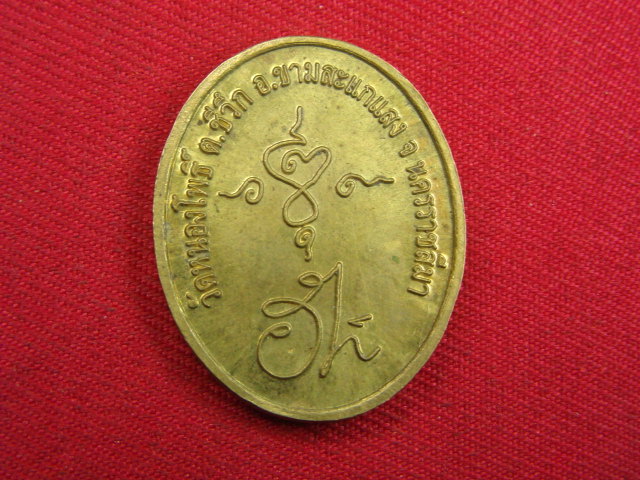 วัดหนองโพธิ์ ต.ชีวึก อ.ขามสะแกแสง จ นครราชสีมา